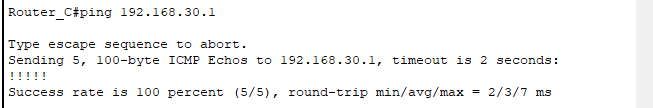 Router_C#ping 192.168.30.1
Type escape sequence to abort.
Sending 5, 100-byte ICMP Echos to 192.168.30.1, timeout is 2 seconds:
!!!!!
Success rate is 100 percent (5/5), round-trip min/avg/max = 2/3/7 ms